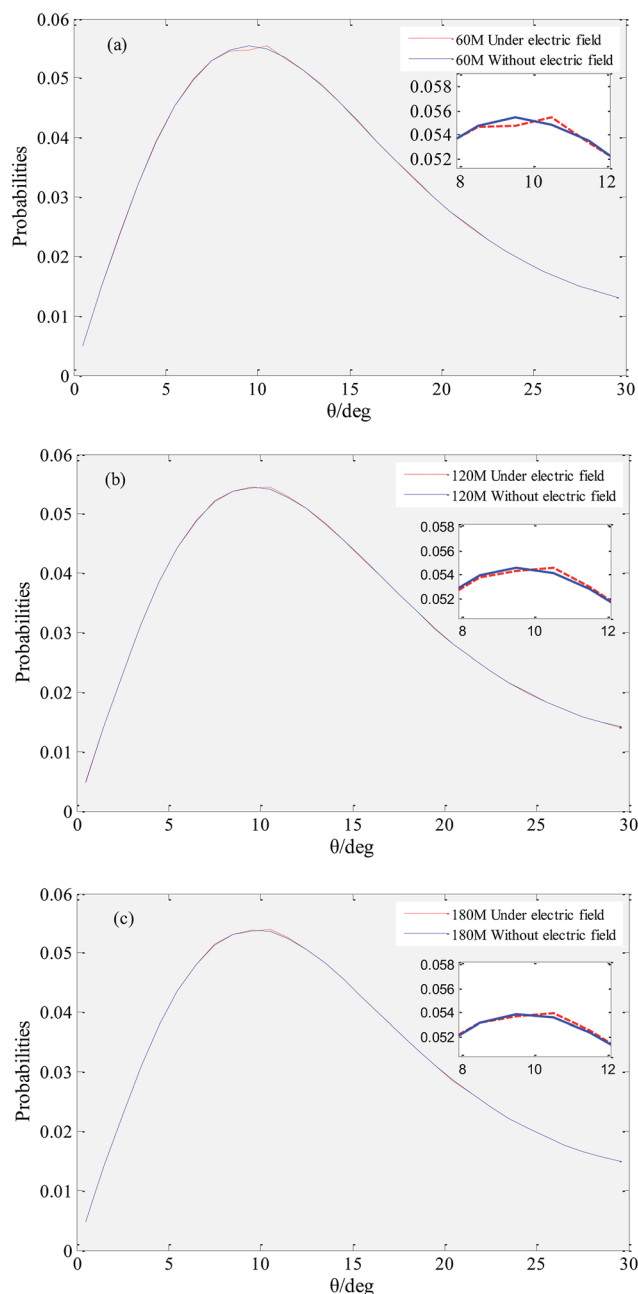 (a)
60M Under electric field
60M Without electric field
0.06
0.05
0.04
0.03
0.02
0.01
0
Probabilities
0.058
0.056
0.054
0.052
8 10 12
0 5 10 15 20 25 30
θ/deg
(b)
120M Under electric field
120M Without electric field
0.06
0.05
0.04
0.03
0.02
0.01
0
Probabilities
0.058
0.056
0.054
0.052
8 10 12
0 5 10 15 20 25 30
θ/deg
(c)
180M Under electric field
180M Without electric field
0.06
0.05
0.04
0.03
0.02
0.01
0
Probabilities
0.058
0.056
0.054
0.052
8 10 12
0 5 10 15 20 25 30
θ/deg